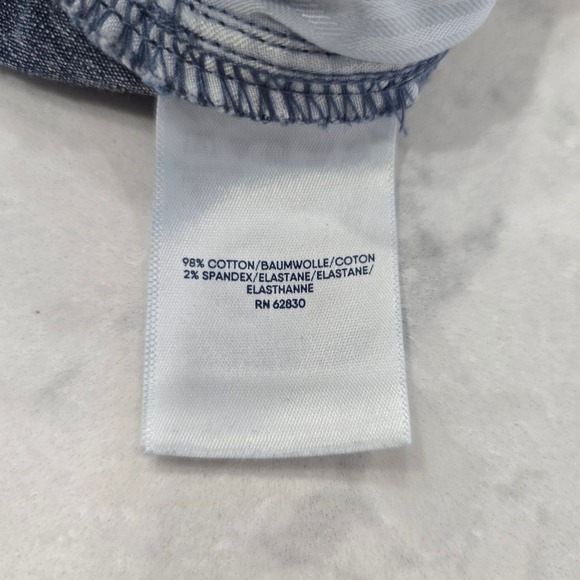 98% COTTON/BAUMWOLLE/COTON
2% SPANDEX/ELASTANE/ELASTANE/
ELASTHANNE
RN 62830